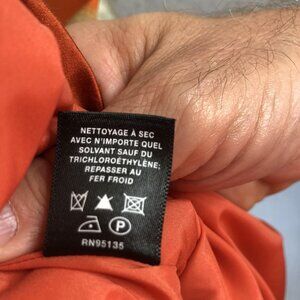 NETTOYAGE À SEC
AVEC N'IMPORTE QUEL
SOLVANT SAUF DU
TRICHLOROÉTHYLÈNE;
REPASSER AU
FER FROID
P
RN95135